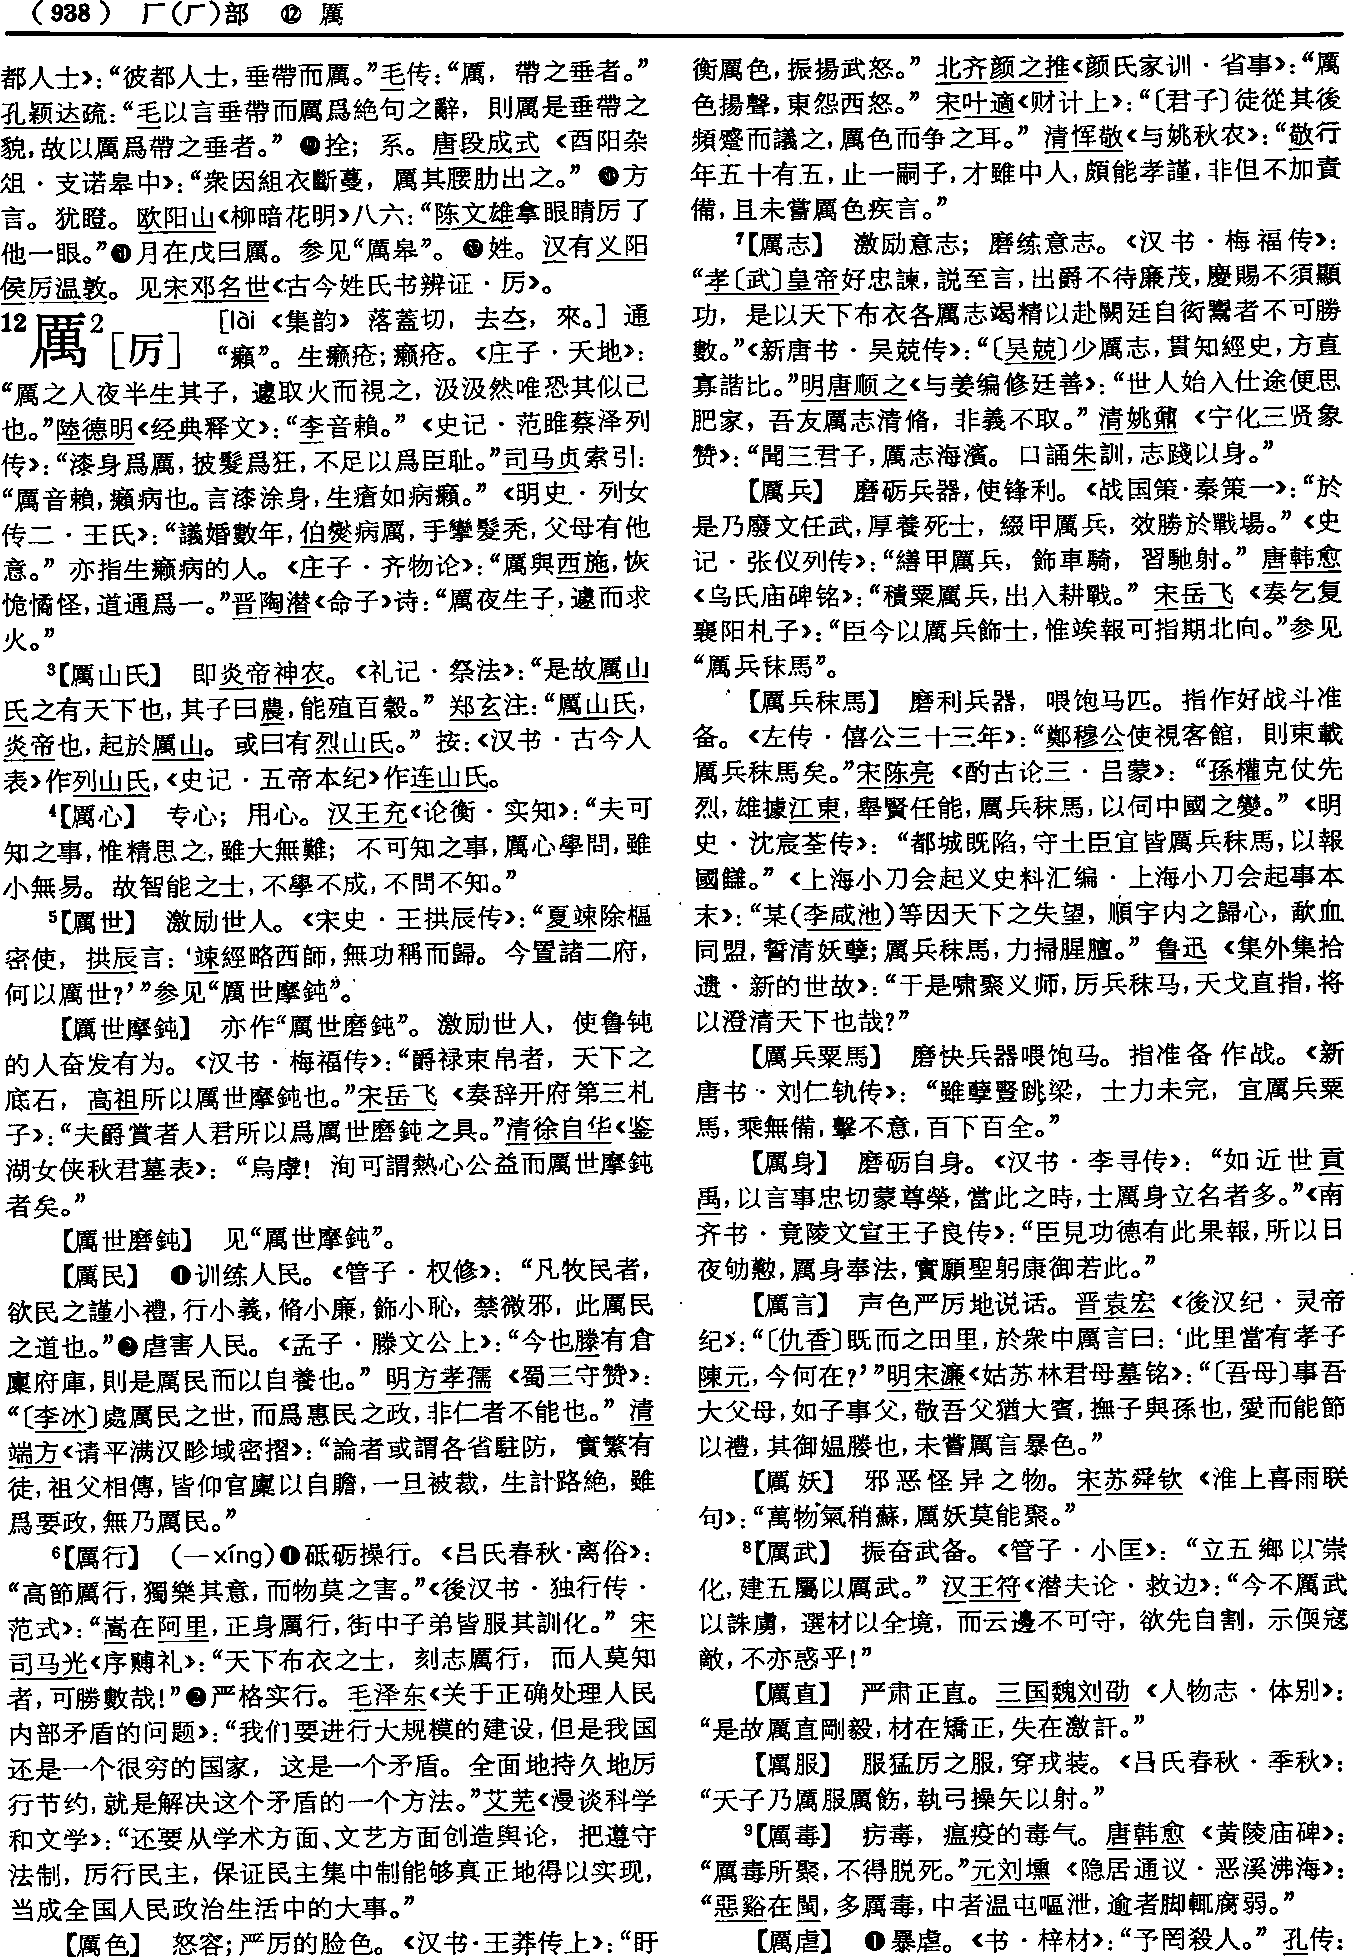 （938） 厂(⺁)部 ⑫ 厲
都人士》：“彼都人士，垂帶而厲。”毛传：“厲，帶之垂者。”
孔颖达疏：“毛以言垂帶而厲爲絶句之辭，則厲是垂帶之
貌，故以厲爲帶之垂者。” 拴；系。唐段成式《酉阳杂
俎·支诺皋中》：“衆因組衣斷蔓，厲其腰肋出之。” 方
言。犹瞪。欧阳山《柳暗花明》八六：“陈文雄拿眼睛厉了
他一眼。” 月在戊曰厲。参见“厲皋”。 姓。汉有义阳
侯厉温敦。见宋邓名世《古今姓氏书辨证·厉》。
12厲2［厉］ ［lài《集韵》落蓋切，去夳，來。］通
“癞”。生癞疮；癞疮。《庄子·天地》：
“厲之人夜半生其子，遽取火而視之，汲汲然唯恐其似己
也。”陸德明《经典释文》：“李音賴。”《史记·范雎蔡泽列
传》：“漆身爲厲，披髮爲狂，不足以爲臣耻。”司马贞索引：
“厲音賴，癩病也。言漆涂身，生瘡如病癩。”《明史·列女
传二·王氏》：“議婚數年，伯燮病厲，手攣髮秃，父母有他
意。”亦指生癞病的人。《庄子·齐物论》：“厲與西施，恢
恑憰怪，道通爲一。”晋陶潜《命子》诗：“厲夜生子，遽而求
火。”
3【厲山氏】 即炎帝神农。《礼记·祭法》：“是故厲山
氏之有天下也，其子曰農，能殖百穀。”郑玄注：“厲山氏，
炎帝也，起於厲山。或曰有烈山氏。”按：《汉书·古今人
表》作列山氏，《史记·五帝本纪》作连山氏。
4【厲心】 专心；用心。汉王充《论衡·实知》：“夫可
知之事，惟精思之，雖大無難；不可知之事，厲心學問，雖
小無易。故智能之士，不學不成，不問不知。”
5【厲世】 激励世人。《宋史·王拱辰传》：“夏竦除樞
密使，拱辰言：‘竦經略西師，無功稱而歸。今置諸二府，
何以厲世？’”参见“厲世摩鈍”。
【厲世摩鈍】 亦作“厲世磨鈍”。激励世人，使鲁钝
的人奋发有为。《汉书·梅福传》：“爵禄束帛者，天下之
底石，高祖所以厲世摩鈍也。”宋岳飞《奏辞开府第三札
子》：“夫爵賞者人君所以爲厲世磨鈍之具。”清徐自华《鉴
湖女侠秋君墓表》：“烏虖！洵可謂熱心公益而厲世摩鈍
者矣。”
【厲世磨鈍】 见“厲世摩鈍”。
【厲民】 ❶训练人民。《管子·权修》：“凡牧民者，
欲民之謹小禮，行小義，脩小廉，飾小恥，禁微邪，此厲民
之道也。”❷虐害人民。《孟子·滕文公上》：“今也滕有倉
廩府庫，則是厲民而以自養也。”明方孝孺《蜀三守赞》：
“〔李冰〕處厲民之世，而爲惠民之政，非仁者不能也。”清
端方《请平满汉畛域密摺》：“論者或謂各省駐防，實繁有
徒，祖父相傳，皆仰官廩以自贍，一旦被裁，生計路絶，雖
爲要政，無乃厲民。”
6【厲行】 （一xíng）❶砥砺操行。《吕氏春秋·离俗》：
“高節厲行，獨樂其意，而物莫之害。”《後汉书·独行传·
范式》：“嵩在阿里，正身厲行，街中子弟皆服其訓化。”宋
司马光《序赙礼》：“天下布衣之士，刻志厲行，而人莫知
者，可勝數哉！”❷严格实行。毛泽东《关于正确处理人民
内部矛盾的问题》：“我们要进行大规模的建设，但是我国
还是一个很穷的国家，这是一个矛盾。全面地持久地厉
行节约，就是解决这个矛盾的一个方法。”艾芜《漫谈科学
和文学》：“还要从学术方面、文艺方面创造舆论，把遵守
法制，厉行民主，保证民主集中制能够真正地得以实现，
当成全国人民政治生活中的大事。”
【厲色】 怒容；严厉的脸色。《汉书·王莽传上》：“盱
衡厲色，振揚武怒。”北齐颜之推《颜氏家训·省事》：“厲
色揚聲，東怨西怒。”宋叶適《财计上》：“〔君子〕徒從其後
頻蹙而議之，厲色而争之耳。”清恽敬《与姚秋农》：“敬行
年五十有五，止一嗣子，才雖中人，頗能孝謹，非但不加責
備，且未嘗厲色疾言。”
7【厲志】 激励意志；磨练意志。《汉书·梅福传》：
“孝〔武〕皇帝好忠諫，説至言，出爵不待廉茂，慶賜不須顯
功，是以天下布衣各厲志竭精以赴闕廷自衒鬻者不可勝
數。”《新唐书·吴兢传》：“〔吴兢〕少厲志，貫知經史，方直
寡諧比。”明唐顺之《与姜编修廷善》：“世人始入仕途便思
肥家，吾友厲志清脩，非義不取。”清姚鼐《宁化三贤象
赞》：“聞三君子，厲志海濱。口誦朱訓，志踐以身。”
【厲兵】 磨砺兵器，使锋利。《战国策·秦策一》：“於
是乃廢文任武，厚養死士，綴甲厲兵，效勝於戰場。”《史
记·张仪列传》：“繕甲厲兵，飾車騎，習馳射。”唐韩愈
《乌氏庙碑铭》：“積粟厲兵，出入耕戰。”宋岳飞《奏乞复
襄阳札子》：“臣今以厲兵飾士，惟竢報可指期北向。”参见
“厲兵秣馬”。
【厲兵秣馬】 磨利兵器，喂饱马匹。指作好战斗准
备。《左传·僖公三十三年》：“鄭穆公使視客館，則束載
厲兵秣馬矣。”宋陈亮《酌古论三·吕蒙》：“孫權克仗先
烈，雄據江東，舉賢任能，厲兵秣馬，以伺中國之變。”《明
史·沈宸荃传》：“都城既陷，守土臣宜皆厲兵秣馬，以報
國讎。”《上海小刀会起义史料汇编·上海小刀会起事本
末》：“某(李咸池)等因天下之失望，順宇内之歸心，歃血
同盟，誓清妖孽；厲兵秣馬，力掃腥膻。”鲁迅《集外集拾
遗·新的世故》：“于是啸聚义师，厉兵秣马，天戈直指，将
以澄清天下也哉？”
【厲兵粟馬】 磨快兵器喂饱马。指准备作战。《新
唐书·刘仁轨传》：“雖孽豎跳梁，士力未完，宜厲兵粟
馬，乘無備，擊不意，百下百全。”
【厲身】 磨砺自身。《汉书·李寻传》：“如近世貢
禹，以言事忠切蒙尊榮，當此之時，士厲身立名者多。”《南
齐书·竟陵文宣王子良传》：“臣見功德有此果報，所以日
夜劬懃，厲身奉法，實願聖躬康御若此。”
【厲言】 声色严厉地说话。晋袁宏《後汉纪·灵帝
纪》：“〔仇香〕既而之田里，於衆中厲言曰：‘此里當有孝子
陳元，今何在？’”明宋濂《姑苏林君母墓铭》：“〔吾母〕事吾
大父母，如子事父，敬吾父猶大賓，撫子與孫也，愛而能節
以禮，其御媪媵也，未嘗厲言暴色。”
【厲妖】 邪恶怪异之物。宋苏舜钦《淮上喜雨联
句》：“萬物氣稍蘇，厲妖莫能聚。”
8【厲武】 振奋武备。《管子·小匡》：“立五鄉以崇
化，建五屬以厲武。”汉王符《潜夫论·救边》：“今不厲武
以誅虜，選材以全境，而云邊不可守，欲先自割，示偄寇
敵，不亦惑乎！”
【厲直】 严肃正直。三国魏刘劭《人物志·体别》：
“是故厲直剛毅，材在矯正，失在激訐。”
【厲服】 服猛厉之服，穿戎装。《吕氏春秋·季秋》：
“天子乃厲服厲飭，執弓操矢以射。”
9【厲毒】 疠毒，瘟疫的毒气。唐韩愈《黄陵庙碑》：
“厲毒所聚，不得脱死。”元刘壎《隐居通议·恶溪沸海》：
“惡谿在閩，多厲毒，中者温屯嘔泄，逾者脚輒腐弱。”
【厲虐】 ❶暴虐。《书·梓材》：“予罔殺人。”孔传：